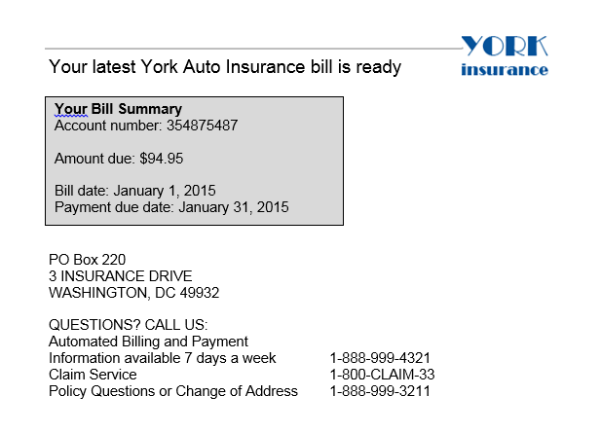 YORK
insurance
Your latest York Auto Insurance bill is ready
Your Bill Summary
Account number: 354875487
Amount due: $94.95
Bill date: January 1, 2015
Payment due date: January 31, 2015
PO Box 220
3 INSURANCE DRIVE
WASHINGTON, DC 49932
QUESTIONS? CALL US:
Automated Billing and Payment
Information available 7 days a week 1-888-999-4321
Claim Service 1-800-CLAIM-33
Policy Questions or Change of Address 1-888-999-3211